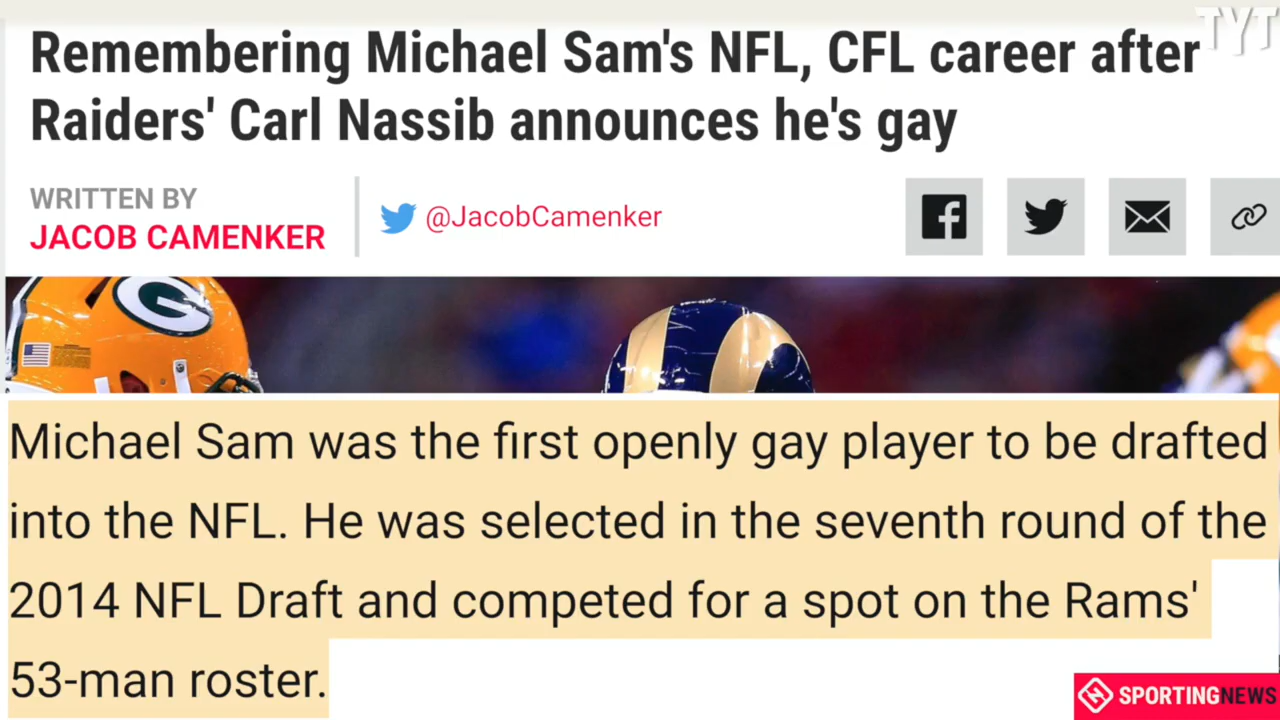 TYT
Remembering Michael Sam's NFL, CFL career after
Raiders' Carl Nassib announces he's gay
WRITTEN BY
JACOB CAMENKER
@JacobCamenker
G
Michael Sam was the first openly gay player to be drafted
into the NFL. He was selected in the seventh round of the
2014 NFL Draft and competed for a spot on the Rams'
53-man roster.
SPORTINGNEWS